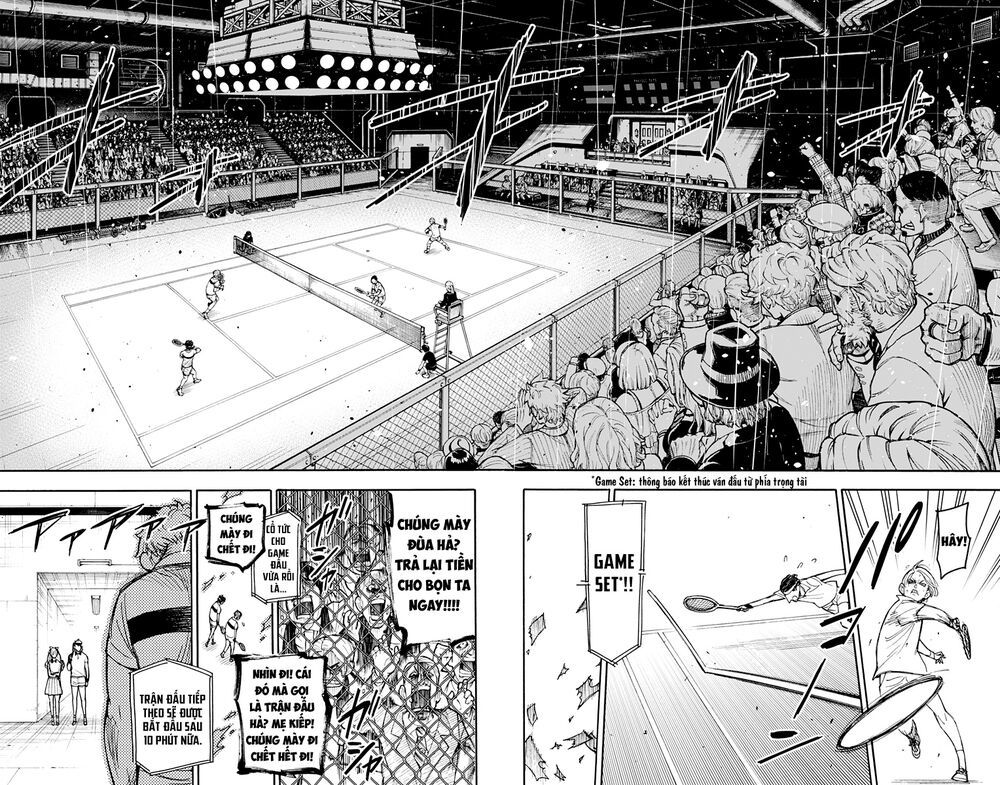 *Game Set: thông báo kết thúc ván đấu từ phía trọng tài
HÂY!
GAME
SET*!!
CHÚNG MÀY
ĐÙA HẢ?
TRẢ LẠI TIỀN
CHO BỌN TA
NGAY!!!!
CỔ TỨC
CHO GAME
ĐẤU
VỪA RỒI
LÀ...
CHÚNG
MÀY ĐI
CHẾT ĐI!
NHÌN ĐI! CÁI
ĐÓ MÀ GỌI
LÀ TRẬN ĐẤU
HẢ? MẸ KIẾP!
CHÚNG MÀY ĐI
CHẾT HẾT ĐI!
TRẬN ĐẤU TIẾP
THEO SẼ ĐƯỢC
BẮT ĐẦU SAU
10 PHÚT NỮA.